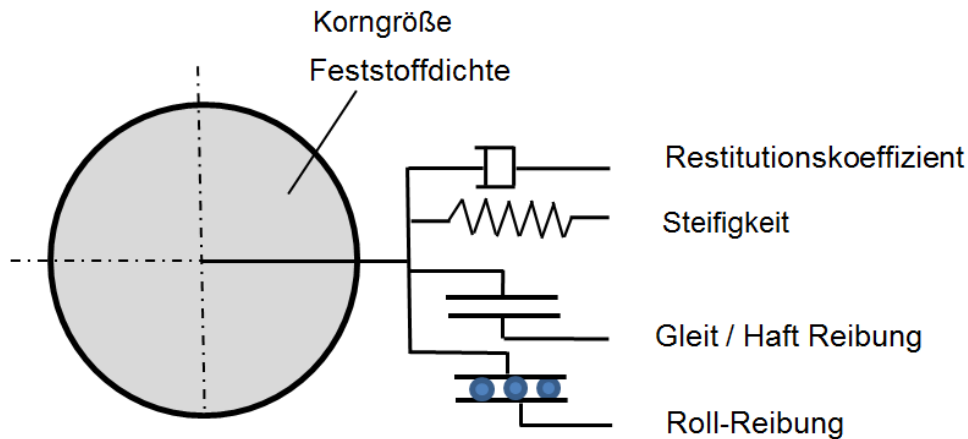 Korngröße
Feststoffdichte
Restitutionskoeffizient
Steifigkeit
Gleit / Haft Reibung
Roll-Reibung